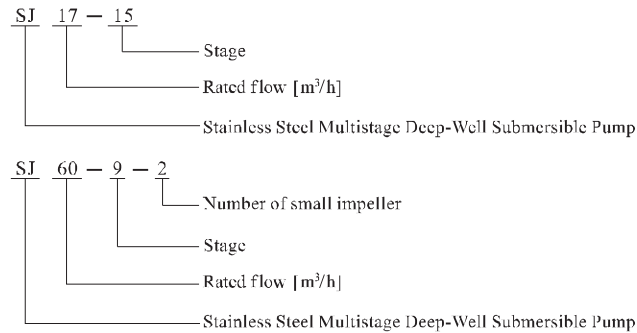 SJ 17 – 15
Stage
Rated flow [m³/h]
Stainless Steel Multistage Deep-Well Submersible Pump
SJ 60 – 9 – 2
Number of small impeller
Stage
Rated flow [m³/h]
Stainless Steel Multistage Deep-Well Submersible Pump